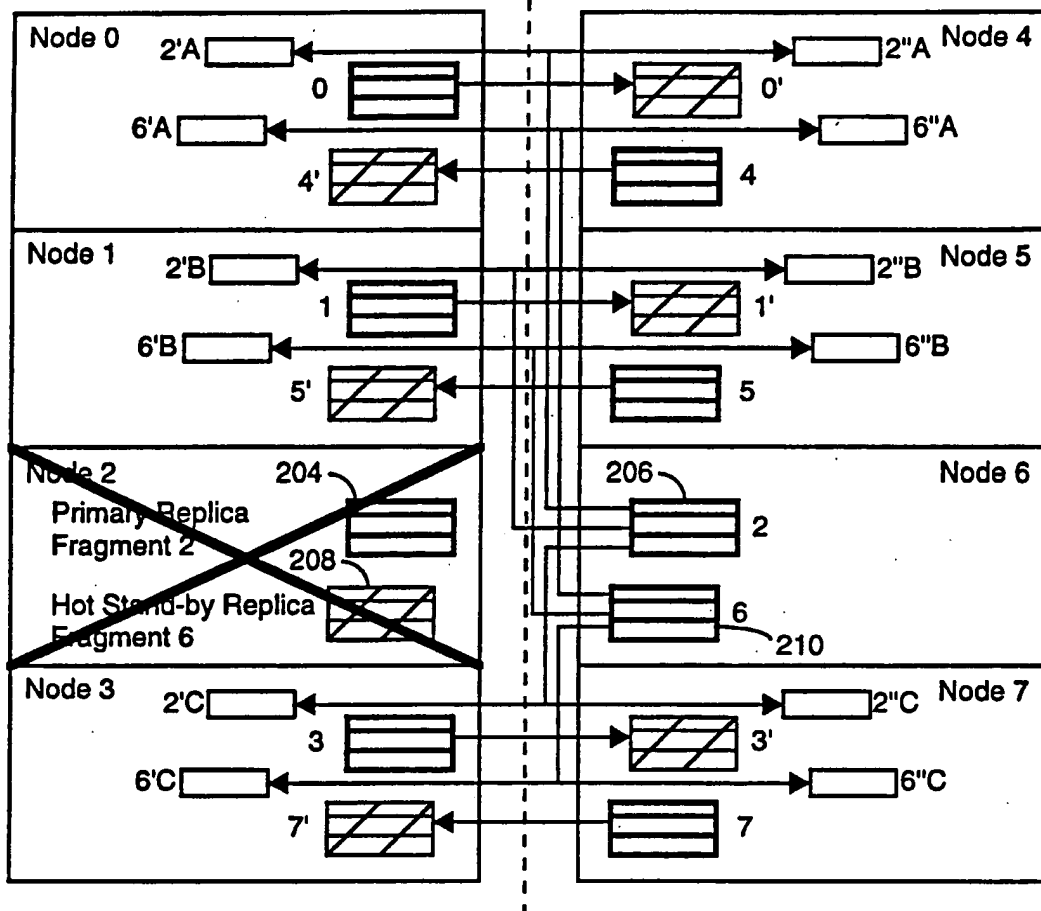 Node 0
2'A
2"A
Node 4
0
0'
6'A
6"A
4'
4
Node 1
2'B
2"B
Node 5
1
1'
6'B
6"B
5'
5
Node 2
204
206
Node 6
Primary Replica
Fragment 2
2
208
Hot Stand-by Replica
Fragment 6
6
210
Node 3
2'C
2"C
Node 7
3
3'
6'C
6"C
7'
7